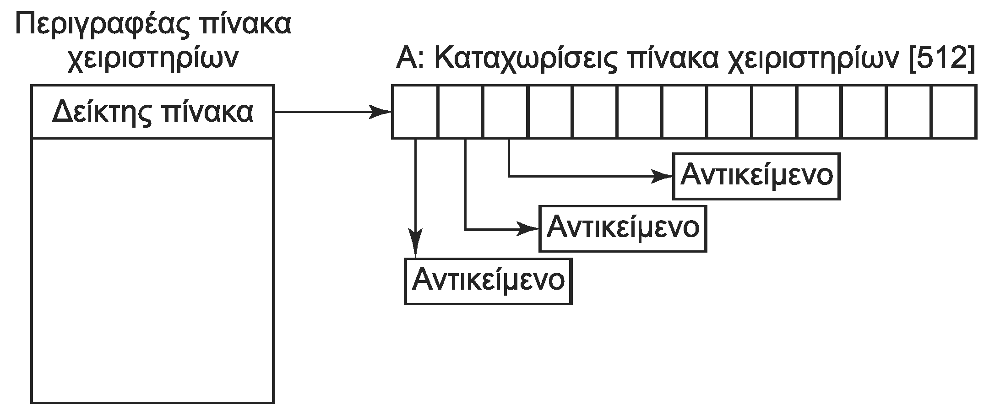 Περιγραφέας πίνακα
χειριστηρίων
Α: Καταχωρίσεις πίνακα χειριστηρίων [512]
Δείκτης πίνακα
Αντικείμενο
Αντικείμενο
Αντικείμενο